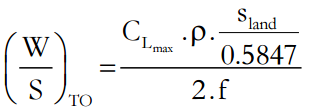 (W/S)_TO = (C_Lmax . ρ . s_land/0.5847) / (2 . f)